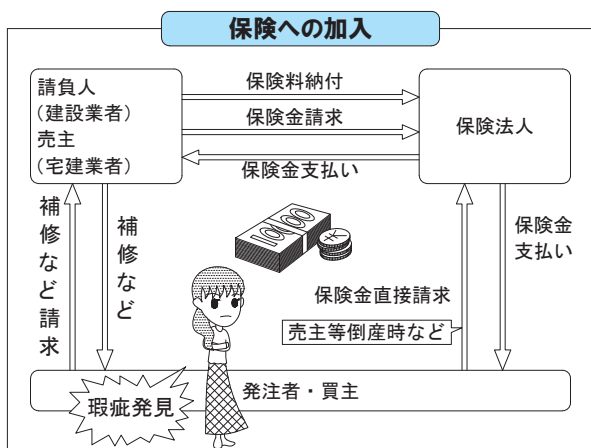 保険への加入
請負人
(建設業者)
売主
(宅建業者)
保険料納付
保険金請求
保険金支払い
保険法人
補修など請求
補修など
1000
保険金直接請求
売主等倒産時など
保険金
支払い
瑕疵発見
発注者・買主